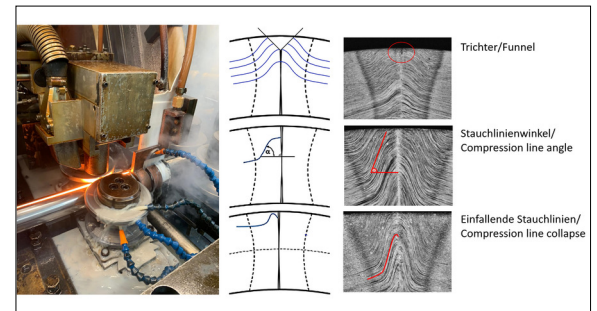 Trichter/Funnel
α
Stauchlinienwinkel/
Compression line angle
Einfallende Stauchlinien/
Compression line collapse